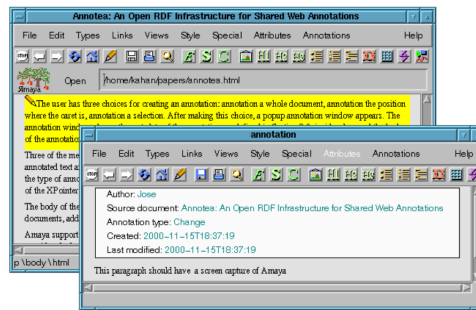 Annotea: An Open RDF Infrastructure for Shared Web Annotations
File Edit Types Links Views Style Special Attributes Annotations Help
Amaya Open /home/kahan/papers/annotea.html
The user has three choices for creating an annotation: annotation a whole document, annotation the position
where the caret is, annotation a selection. After making this choice, a popup annotation window appears. The
annotation wind
of the annotation
Three of the me
annotated text a
the type of anno
of the XPointer
The body of the
documents, add
Amaya support
p \body \html
annotation
File Edit Types Links Views Style Special Attributes Annotations Help
Author: Jose
Source document: Annotea: An Open RDF Infrastructure for Shared Web Annotations
Annotation type: Change
Created: 2000-11-15T18:37:19
Last modified: 2000-11-15T18:37:19
This paragraph should have a screen capture of Amaya